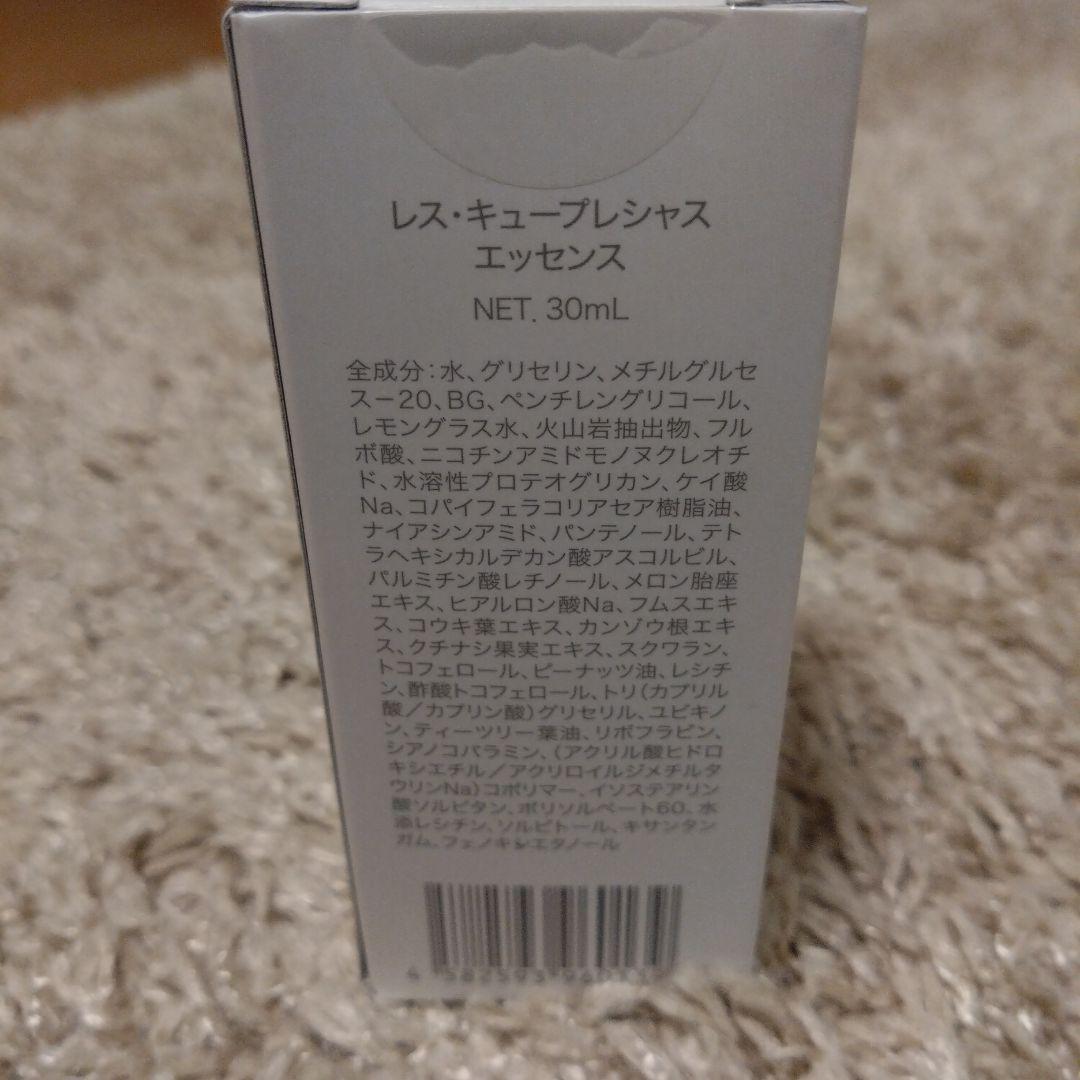 レス・キュープレシャス
エッセンス
NET. 30mL
全成分：水、グリセリン、メチルグルセ
スー20、BG、ペンチレングリコール、
レモングラス水、火山岩抽出物、フル
ボ酸、ニコチンアミドモノヌクレオチ
ド、水溶性プロテオグリカン、ケイ酸
Na、コパイフェラコリアセア樹脂油、
ナイアシンアミド、パンテノール、テト
ラヘキシルデカン酸アスコルビル、
パルミチン酸レチノール、メロン胎座
エキス、ヒアルロン酸Na、フムスエキ
ス、コウキ葉エキス、カンゾウ根エキ
ス、クチナシ果実エキス、スクワラン、
トコフェロール、ピーナッツ油、レシチ
ン、酢酸トコフェロール、トリ（カプリル
酸／カプリン酸）グリセリル、ユビキノ
ン、ティーツリー葉油、リボフラビン、
シアノコバラミン、（アクリル酸ヒドロ
キシエチル／アクリロイルジメチルタ
ウリンNa）コポリマー、イソステアリン
酸ソルビタン、ポリソルベート60、水
添レシチン、ソルビトール、キサンタン
ガム、フェノキシエタノール